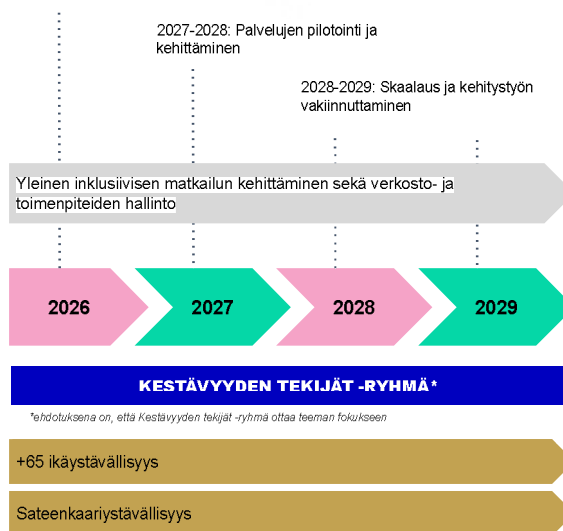 2027-2028: Palvelujen pilotointi ja
kehittäminen
2028-2029: Skaalaus ja kehitystyön
vakiinnuttaminen
Yleinen inklusiivisen matkailun kehittäminen sekä verkosto- ja
toimenpiteiden hallinto
2026
2027
2028
2029
KESTÄVYYDEN TEKIJÄT -RYHMÄ*
*ehdotuksena on, että Kestävyyden tekijät -ryhmä ottaa teeman fokukseen
+65 ikäystävällisyys
Sateenkaariystävällisyys